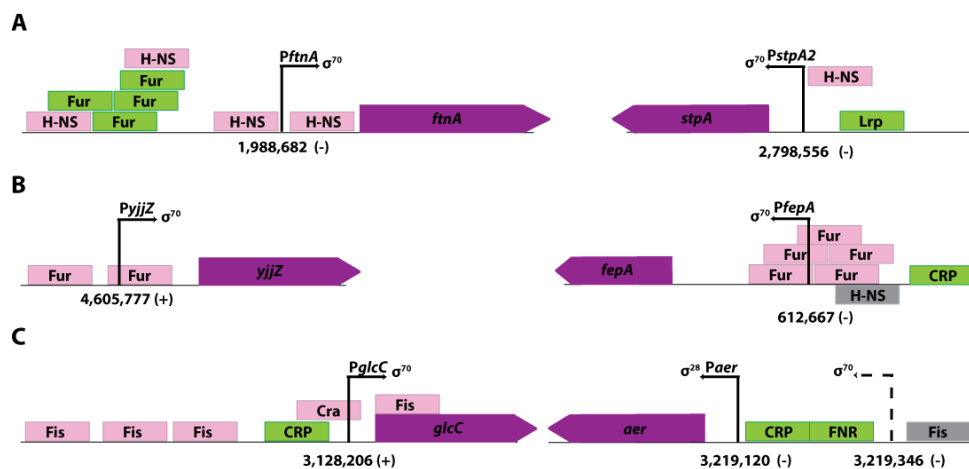 A
H-NS
Fur
Fur Fur
H-NS Fur
H-NS H-NS
PftnA
σ70
ftnA
1,988,682 (-)
PstpA2
σ70
H-NS
stpA
Lrp
2,798,556 (-)
B
PyjjZ
σ70
Fur Fur
yjjZ
4,605,777 (+)
PfepA
σ70
Fur
Fur Fur
Fur Fur
fepA
CRP
H-NS
612,667 (-)
C
PglcC
σ70
Cra
Fis
Fis Fis Fis CRP
glcC
3,128,206 (+)
σ28 Paer
σ70
aer
CRP FNR Fis
3,219,120 (-)
3,219,346 (-)